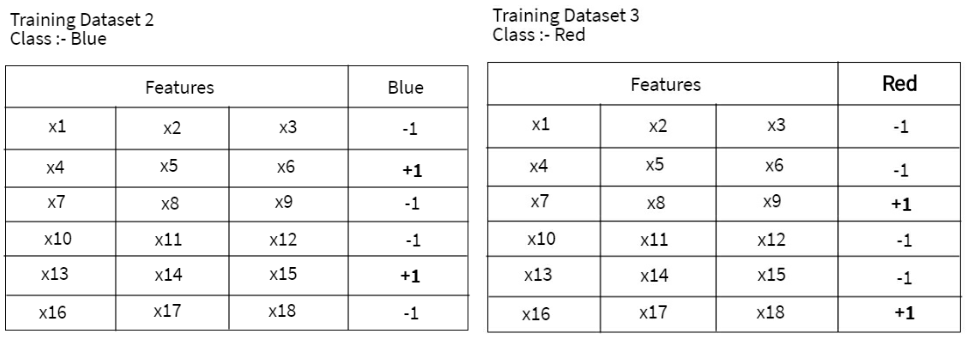 Training Dataset 2
Class :- Blue
Features Blue
x1 x2 x3 -1
x4 x5 x6 +1
x7 x8 x9 -1
x10 x11 x12 -1
x13 x14 x15 +1
x16 x17 x18 -1
Training Dataset 3
Class :- Red
Features Red
x1 x2 x3 -1
x4 x5 x6 -1
x7 x8 x9 +1
x10 x11 x12 -1
x13 x14 x15 -1
x16 x17 x18 +1